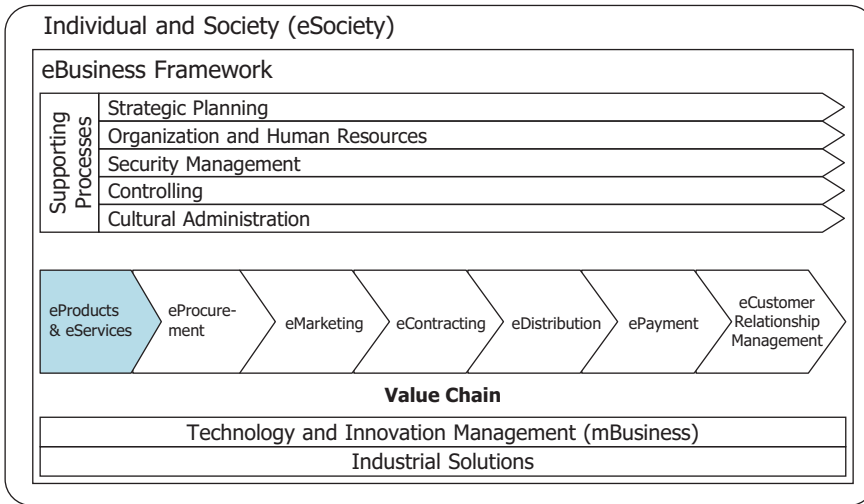 Individual and Society (eSociety)
eBusiness Framework
Supporting
Processes
Strategic Planning
Organization and Human Resources
Security Management
Controlling
Cultural Administration
eProducts
& eServices
eProcure-
ment
eMarketing
eContracting
eDistribution
ePayment
eCustomer
Relationship
Management
Value Chain
Technology and Innovation Management (mBusiness)
Industrial Solutions